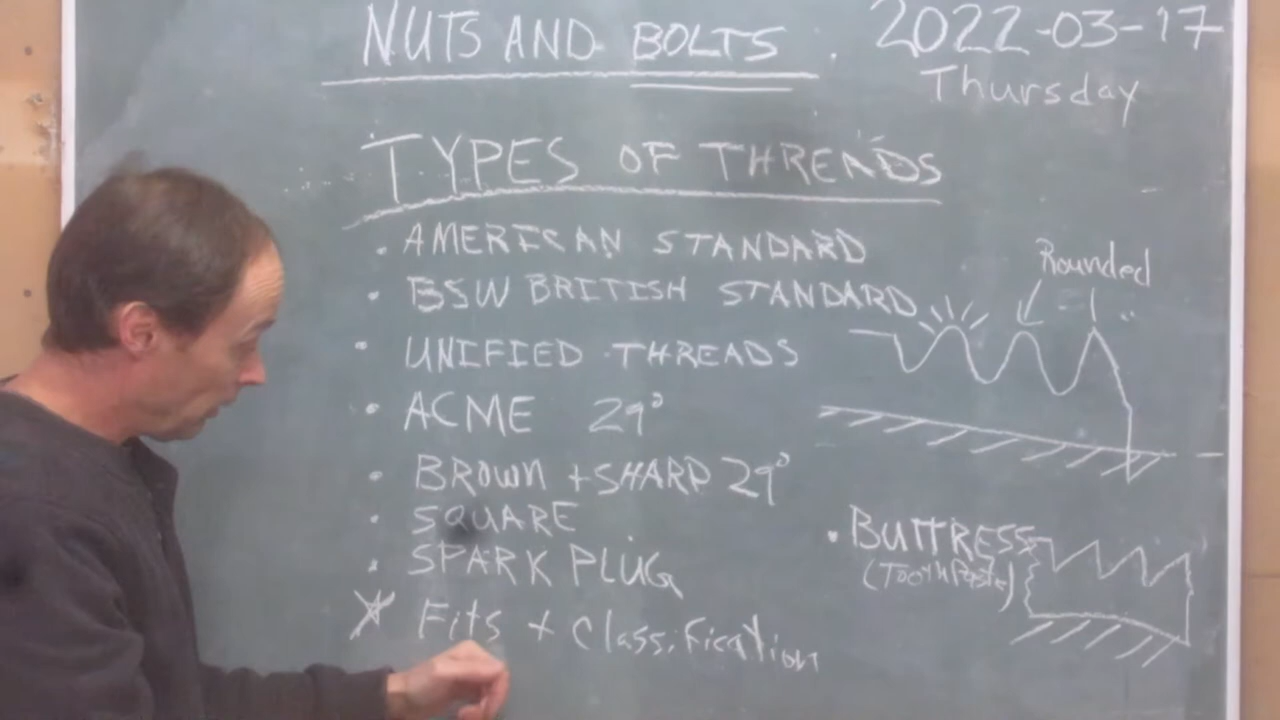 NUTS AND BOLTS
2022-03-17
Thursday
TYPES OF THREADS
• AMERICAN STANDARD
• BSW BRITISH STANDARD
• UNIFIED THREADS
• ACME 29°
• BROWN + SHARP 29°
• SQUARE
• SPARK PLUG
* Fits + Classification
Rounded
• BUTTRESS
(Toothpaste)